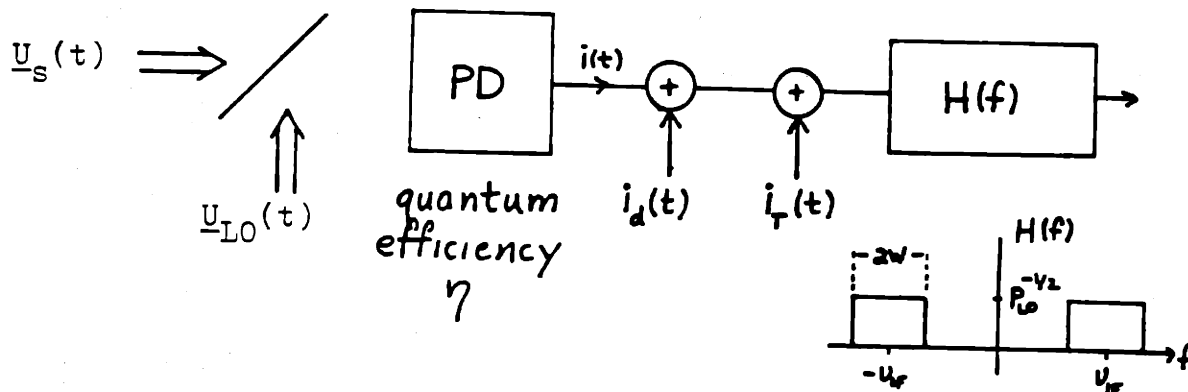 U_S(t)
PD
i(t)
+
+
H(f)
U_LO(t)
quantum
efficiency
η
i_d(t)
i_T(t)
H(f)
2W
P_LO^-1/2
-ν_IF
ν_IF
f